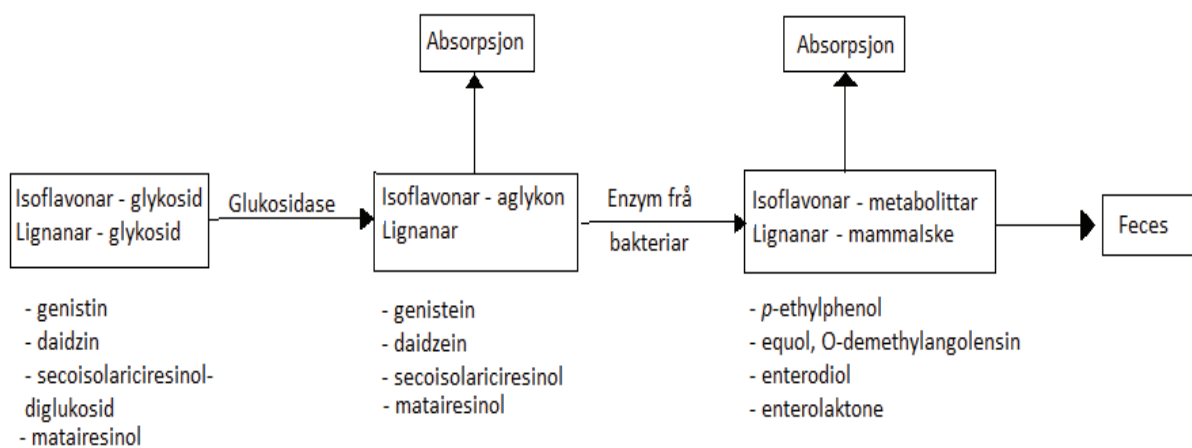 Absorpsjon
Absorpsjon
Isoflavonar - glykosid
Lignanar - glykosid
Glukosidase
Isoflavonar - aglykon
Lignanar
Enzym frå
bakteriar
Isoflavonar - metabolittar
Lignanar - mammalske
Feces
- genistin
- daidzin
- secoisolariciresinol-
diglukosid
- matairesinol
- genistein
- daidzein
- secoisolariciresinol
- matairesinol
- p-ethylphenol
- equol, O-demethylangolensin
- enterodiol
- enterolaktone